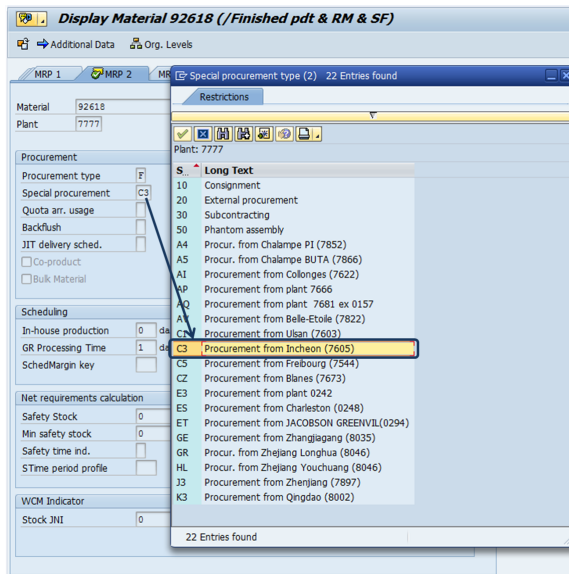 Display Material 92618 (/Finished pdt & RM & SF)
Additional Data Org. Levels
MRP 1 MRP 2
Material 92618
Plant 7777
Procurement
Procurement type F
Special procurement C3
Quota arr. usage
Backflush
JIT delivery sched.
Co-product
Bulk Material
Scheduling
In-house production 0
GR Processing Time 1
SchedMargin key
Net requirements calculation
Safety Stock 0
Min safety stock 0
Safety time ind.
STime period profile
WCM Indicator
Stock JNI 0
Special procurement type (2) 22 Entries found
Restrictions
Plant: 7777
S... Long Text
10 Consignment
20 External procurement
30 Subcontracting
50 Phantom assembly
A4 Procur. from Chalampe PI (7852)
A5 Procur. from Chalampe BUTA (7866)
AI Procurement from Collonges (7622)
AP Procurement from plant 7666
AQ Procurement from plant 7681 ex 0157
Procurement from Belle-Etoile (7822)
Procurement from Ulsan (7603)
C3 Procurement from Incheon (7605)
C5 Procurement from Freibourg (7544)
CZ Procurement from Blanes (7673)
E3 Procurement from plant 0242
ES Procurement from Charleston (0248)
ET Procurement from JACOBSON GREENVIL(0294)
GE Procurement from Zhangjiagang (8035)
GR Procur. from Zhejiang Longhua (8046)
HL Procur. from Zhejiang Youchuang (8046)
J3 Procurement from Zhenjiang (7897)
K3 Procurement from Qingdao (8002)
22 Entries found